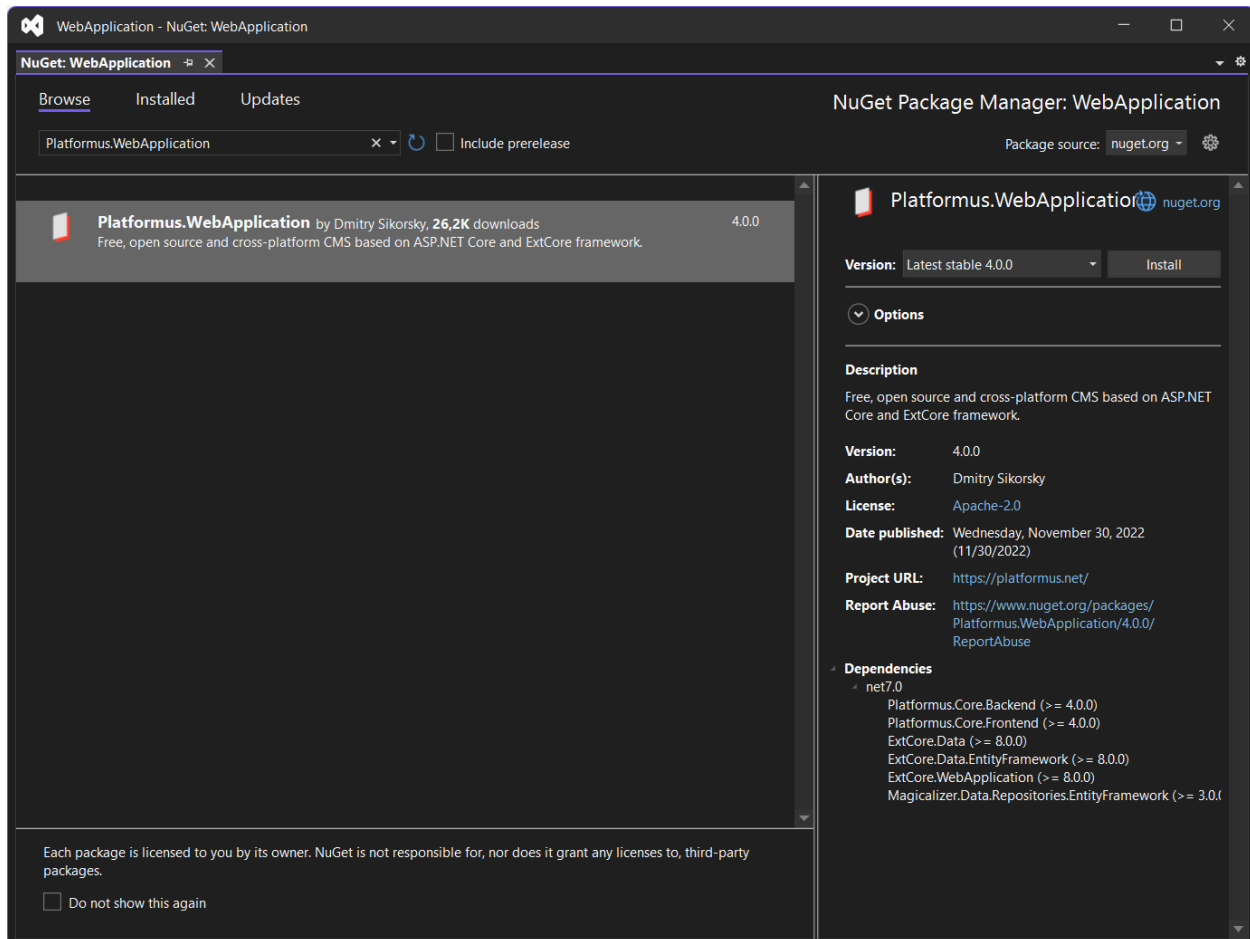 WebApplication - NuGet: WebApplication
NuGet: WebApplication
Browse Installed Updates
NuGet Package Manager: WebApplication
Platformus.WebApplication
Include prerelease
Package source: nuget.org
Platformus.WebApplication by Dmitry Sikorsky, 26,2K downloads
4.0.0
Free, open source and cross-platform CMS based on ASP.NET Core and ExtCore framework.
Each package is licensed to you by its owner. NuGet is not responsible for, nor does it grant any licenses to, third-party
packages.
Do not show this again
Platformus.WebApplication nuget.org
Version: Latest stable 4.0.0 Install
Options
Description
Free, open source and cross-platform CMS based on ASP.NET
Core and ExtCore framework.
Version: 4.0.0
Author(s): Dmitry Sikorsky
License: Apache-2.0
Date published: Wednesday, November 30, 2022
(11/30/2022)
Project URL: https://platformus.net/
Report Abuse: https://www.nuget.org/packages/
Platformus.WebApplication/4.0.0/
ReportAbuse
Dependencies
net7.0
Platformus.Core.Backend (>= 4.0.0)
Platformus.Core.Frontend (>= 4.0.0)
ExtCore.Data (>= 8.0.0)
ExtCore.Data.EntityFramework (>= 8.0.0)
ExtCore.WebApplication (>= 8.0.0)
Magicalizer.Data.Repositories.EntityFramework (>= 3.0.(